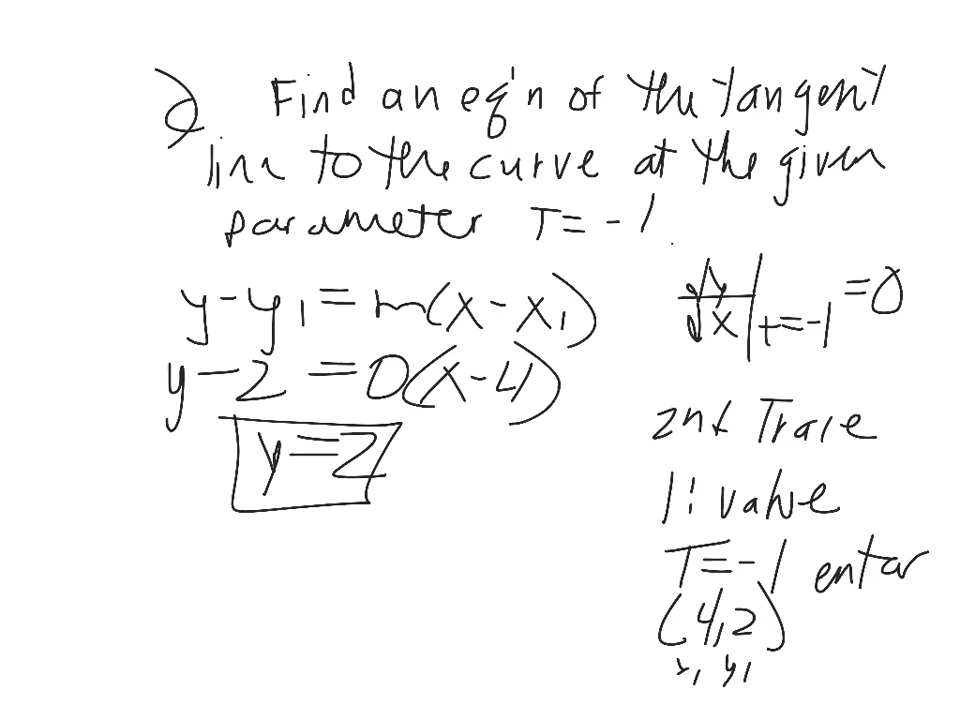 2) Find an eq'n of the tangent
line to the curve at the given
parameter T = -1.
y - y₁ = m(x - x₁)
y - 2 = 0(x - 4)
y = 2
dy/dx | t = -1 = 0
2nd Trace
1: value
T = -1 enter
(4, 2)
x₁ y₁